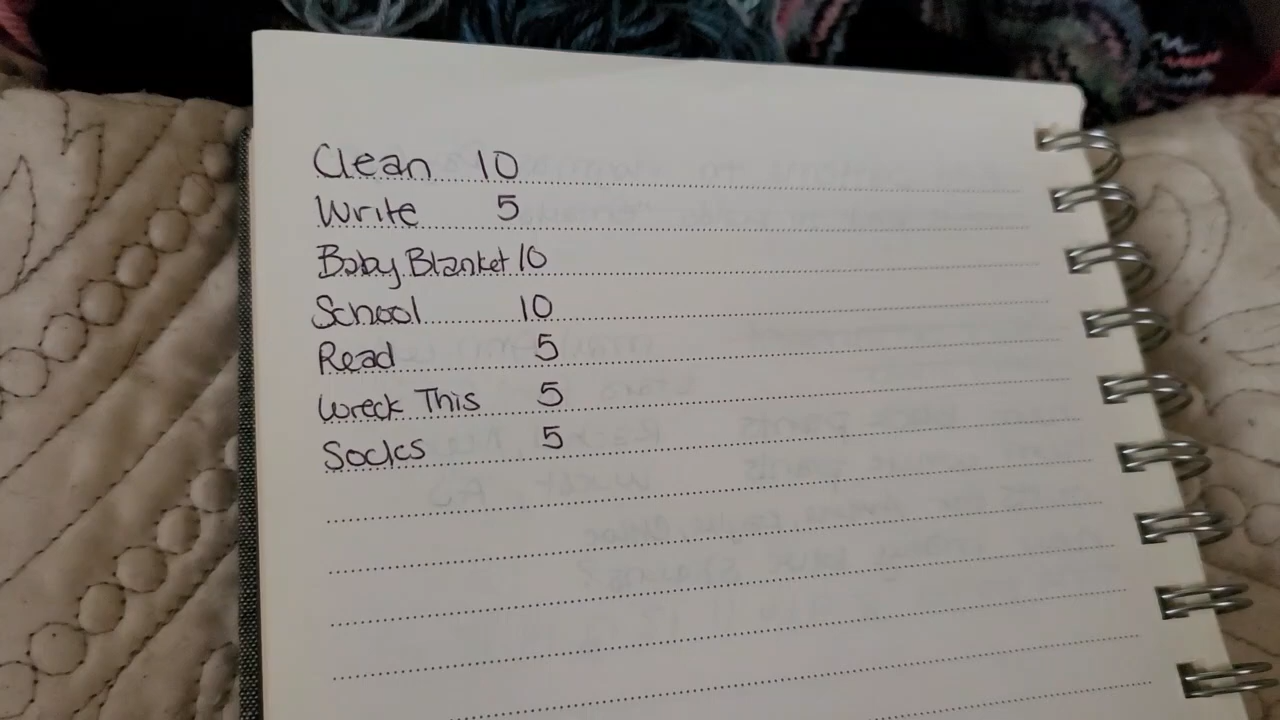 Clean 10
Write 5
Baby Blanket 10
School 10
Read 5
Wreck This 5
Socks 5